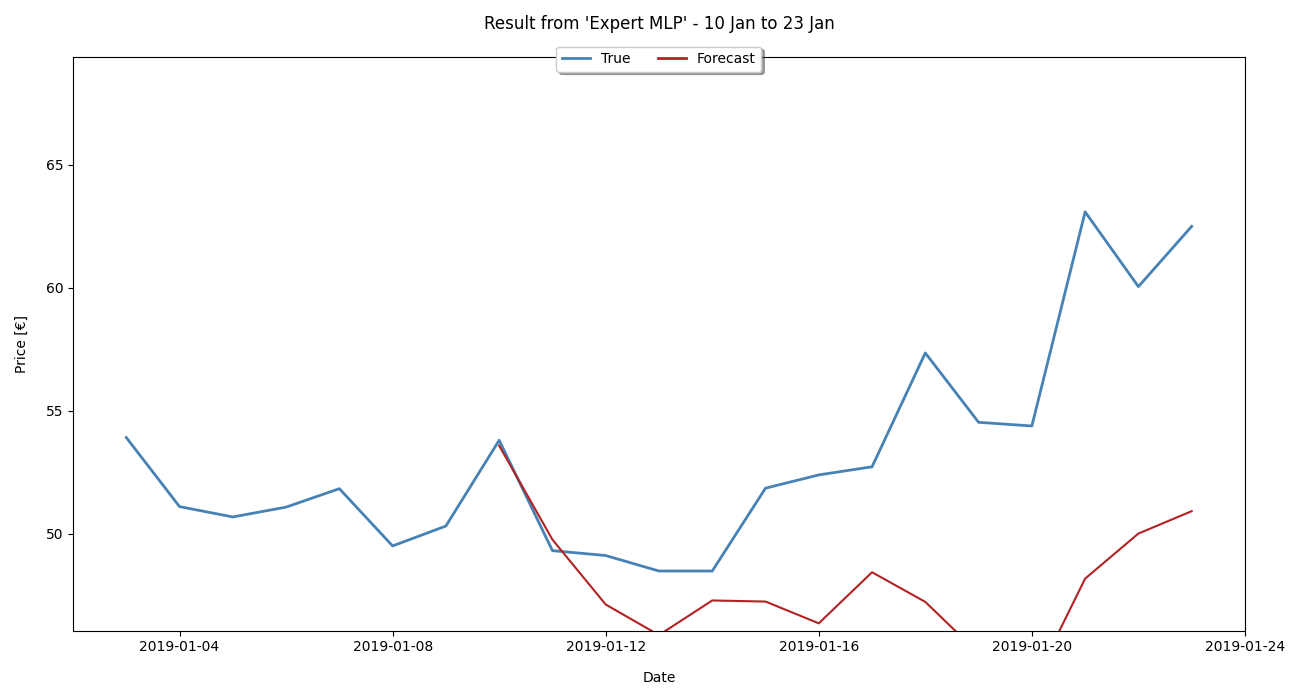 Result from 'Expert MLP' - 10 Jan to 23 Jan
True Forecast
65
60
55
50
Price [€]
2019-01-04 2019-01-08 2019-01-12 2019-01-16 2019-01-20 2019-01-24
Date